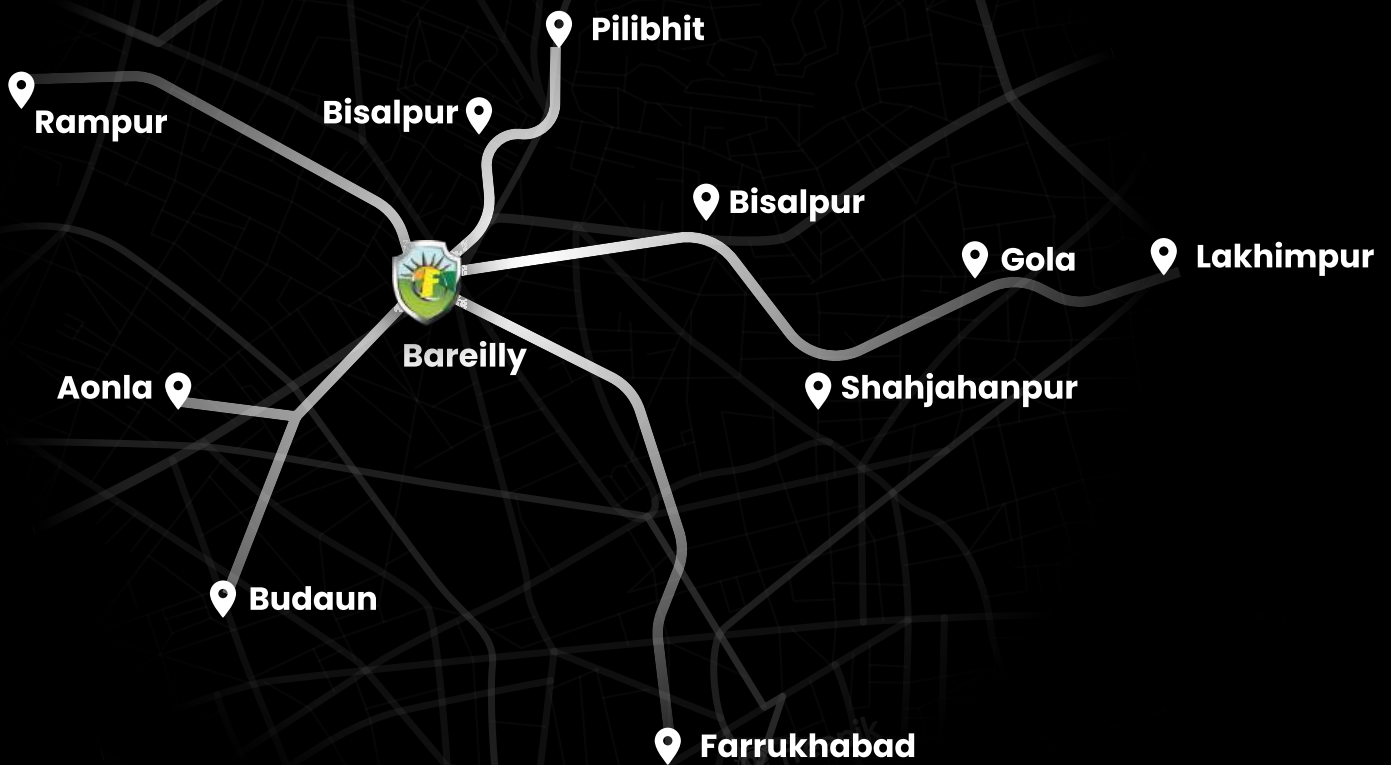 Pilibhit
Rampur
Bisalpur
Bisalpur
Gola
Lakhimpur
F
Bareilly
Aonla
Shahjahanpur
Budaun
Farrukhabad